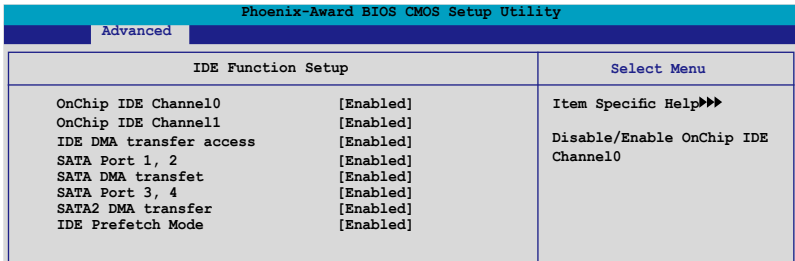 Phoenix-Award BIOS CMOS Setup Utility
Advanced
IDE Function Setup
Select Menu
OnChip IDE Channel0 [Enabled]
OnChip IDE Channel1 [Enabled]
IDE DMA transfer access [Enabled]
SATA Port 1, 2 [Enabled]
SATA DMA transfet [Enabled]
SATA Port 3, 4 [Enabled]
SATA2 DMA transfer [Enabled]
IDE Prefetch Mode [Enabled]
Item Specific Help
Disable/Enable OnChip IDE
Channel0